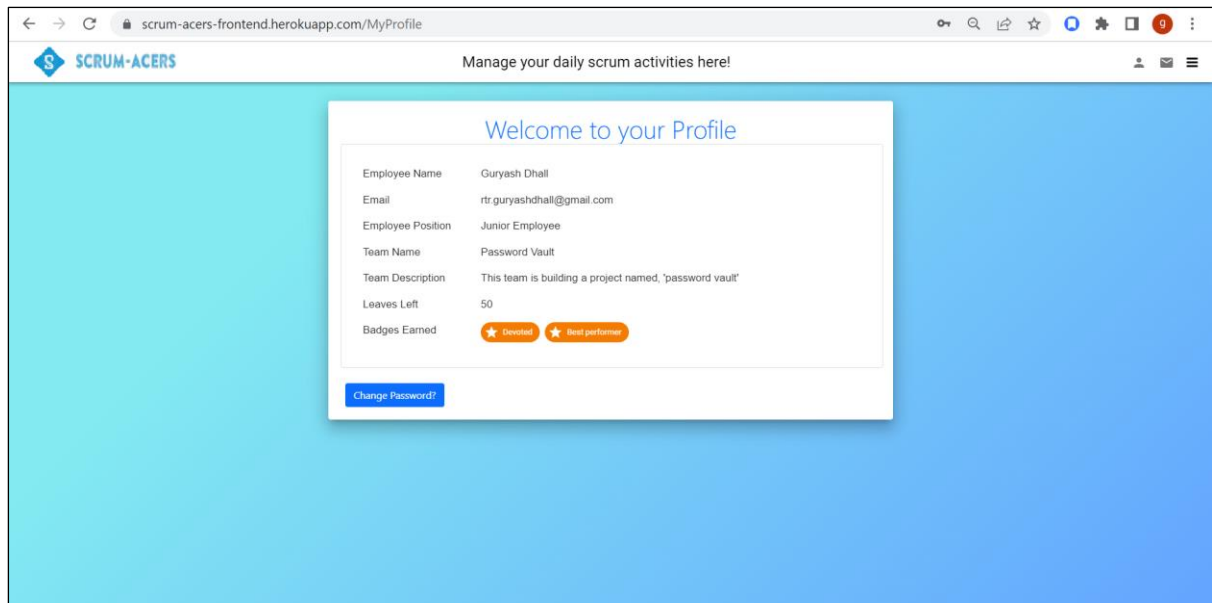 scrum-acers-frontend.herokuapp.com/MyProfile
g
S
SCRUM-ACERS
Manage your daily scrum activities here!
Welcome to your Profile
Employee Name Guryash Dhall
Email rtr.guryashdhall@gmail.com
Employee Position Junior Employee
Team Name Password Vault
Team Description This team is building a project named, 'password vault'
Leaves Left 50
Badges Earned Devoted Best performer
Change Password?